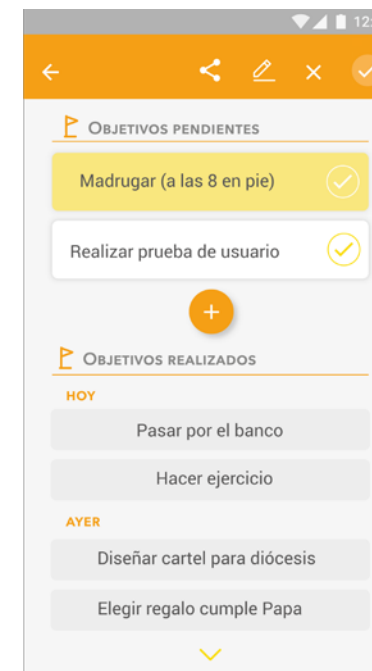 12:
OBJETIVOS PENDIENTES
Madrugar (a las 8 en pie)
Realizar prueba de usuario
+
OBJETIVOS REALIZADOS
HOY
Pasar por el banco
Hacer ejercicio
AYER
Diseñar cartel para diócesis
Elegir regalo cumple Papa